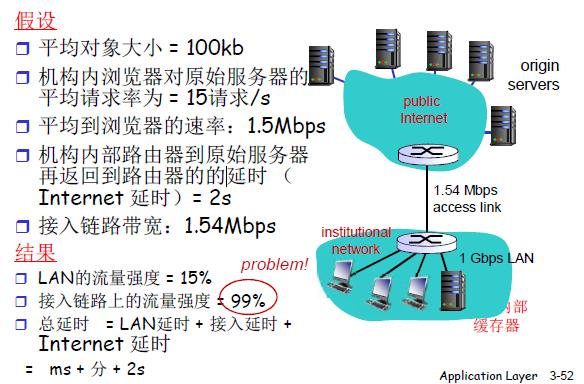 假设
平均对象大小 = 100kb
机构内浏览器对原始服务器的
平均请求率为 = 15请求/s
平均到浏览器的速率：1.5Mbps
机构内部路由器到原始服务器
再返回到路由器的的延时 （
Internet 延时）= 2s
接入链路带宽：1.54Mbps
结果
LAN的流量强度 = 15%
接入链路上的流量强度 = 99%
总延时 = LAN延时 + 接入延时 +
Internet 延时
= ms + 分 + 2s
problem!
origin
servers
public
Internet
1.54 Mbps
access link
institutional
network
1 Gbps LAN
部
缓存器
Application Layer 3-52